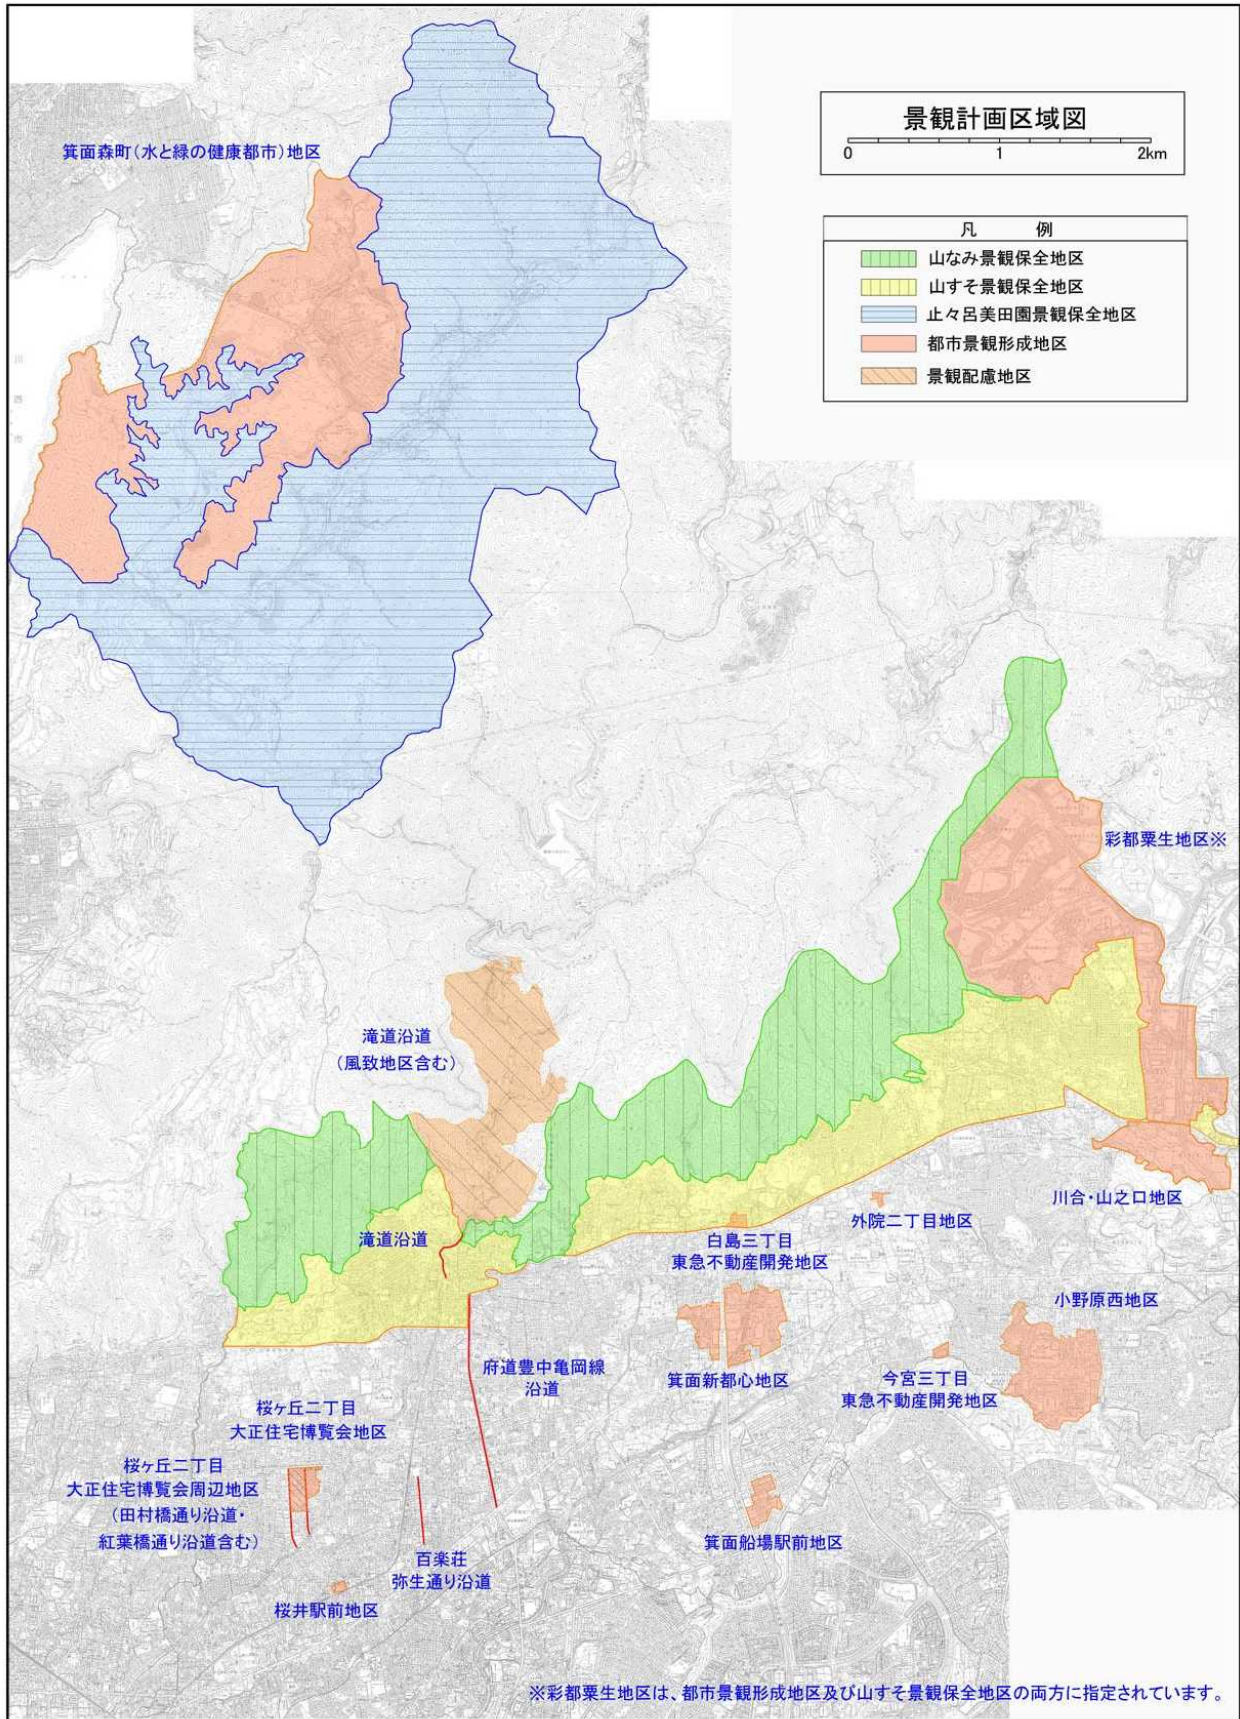 景観計画区域図
0 1 2km
凡 例
山なみ景観保全地区
山すそ景観保全地区
止々呂美田園景観保全地区
都市景観形成地区
景観配慮地区
箕面森町(水と緑の健康都市)地区
彩都粟生地区※
滝道沿道
(風致地区含む)
川合・山之口地区
外院二丁目地区
滝道沿道
白島三丁目
東急不動産開発地区
小野原西地区
府道豊中亀岡線
沿道
箕面新都心地区
今宮三丁目
東急不動産開発地区
桜ヶ丘二丁目
大正住宅博覧会地区
桜ヶ丘二丁目
大正住宅博覧会周辺地区
(田村橋通り沿道・
紅葉橋通り沿道含む)
箕面船場駅前地区
百楽荘
弥生通り沿道
桜井駅前地区
※彩都粟生地区は、都市景観形成地区及び山すそ景観保全地区の両方に指定されています。